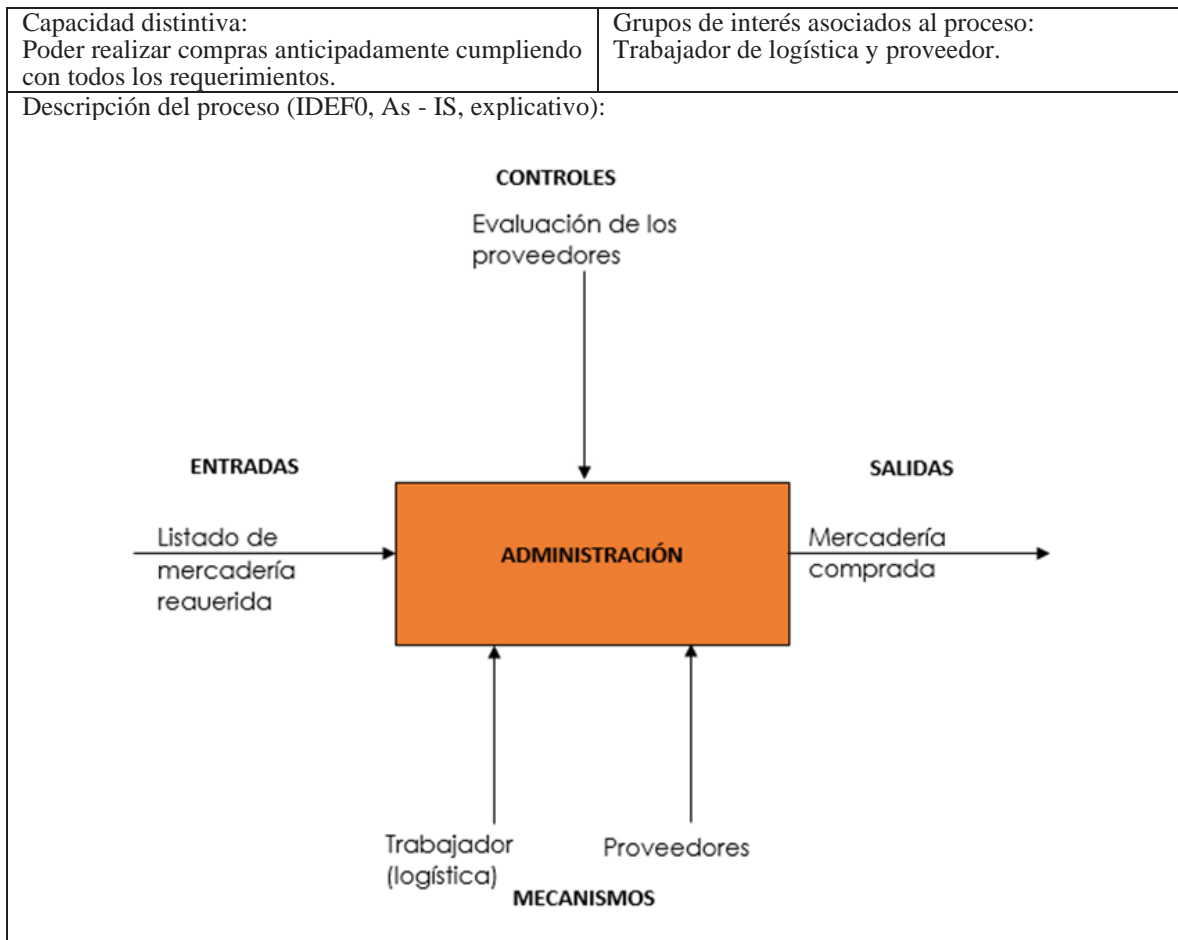 Capacidad distintiva:
Poder realizar compras anticipadamente cumpliendo
con todos los requerimientos.
Grupos de interés asociados al proceso:
Trabajador de logística y proveedor.
Descripción del proceso (IDEF0, As - IS, explicativo):
CONTROLES
Evaluación de los
proveedores
ENTRADAS
Listado de
mercadería
requerida
ADMINISTRACIÓN
SALIDAS
Mercadería
comprada
Trabajador
(logística)
Proveedores
MECANISMOS